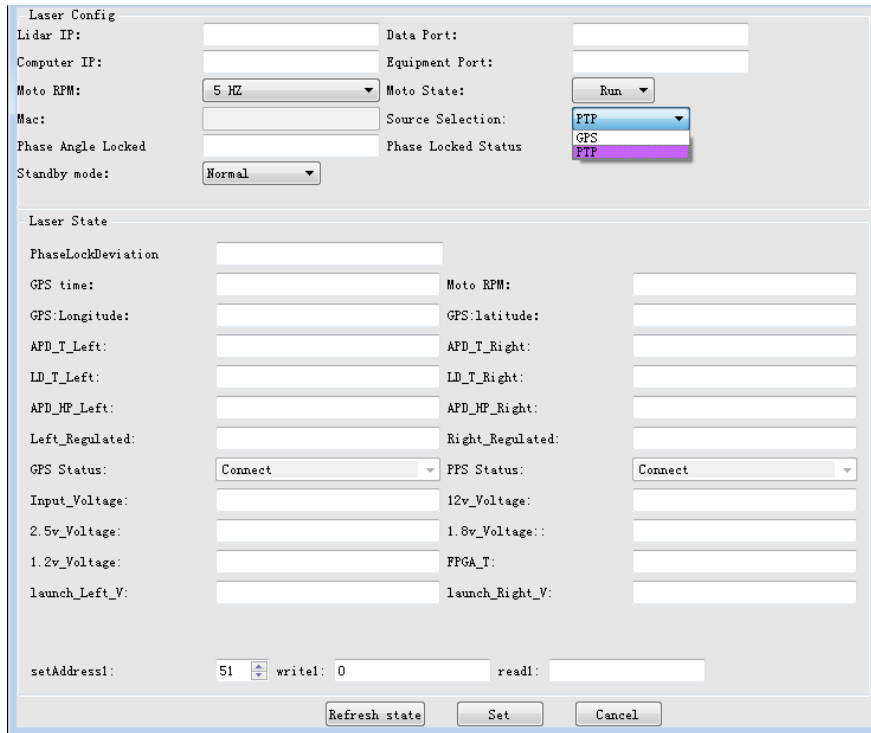 Laser Config
Lidar IP: Data Port:
Computer IP: Equipment Port:
Moto RPM: 5 HZ Moto State: Run
Mac: Source Selection: PTP
GPS
Phase Angle Locked Phase Locked Status PTP
Standby mode: Normal
Laser State
PhaseLockDeviation
GPS time: Moto RPM:
GPS:Longitude: GPS:latitude:
APD_T_Left: APD_T_Right:
LD_T_Left: LD_T_Right:
APD_HP_Left: APD_HP_Right:
Left_Regulated: Right_Regulated:
GPS Status: Connect PPS Status: Connect
Input_Voltage: 12v_Voltage:
2.5v_Voltage: 1.8v_Voltage::
1.2v_Voltage: FPGA_T:
launch_Left_V: launch_Right_V:
setAddress1: 51 write1: 0 read1:
Refresh state Set Cancel